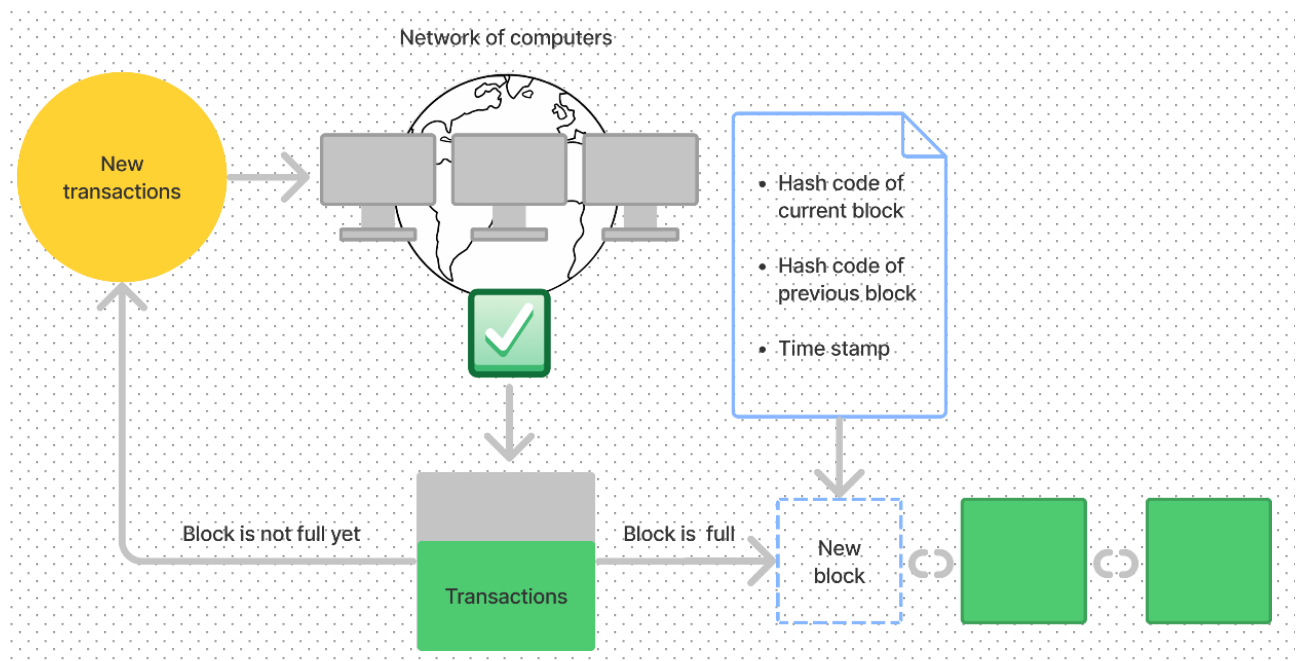 Network of computers
New
transactions
• Hash code of
current block
• Hash code of
previous block
• Time stamp
Block is not full yet
Block is full
Transactions
New
block